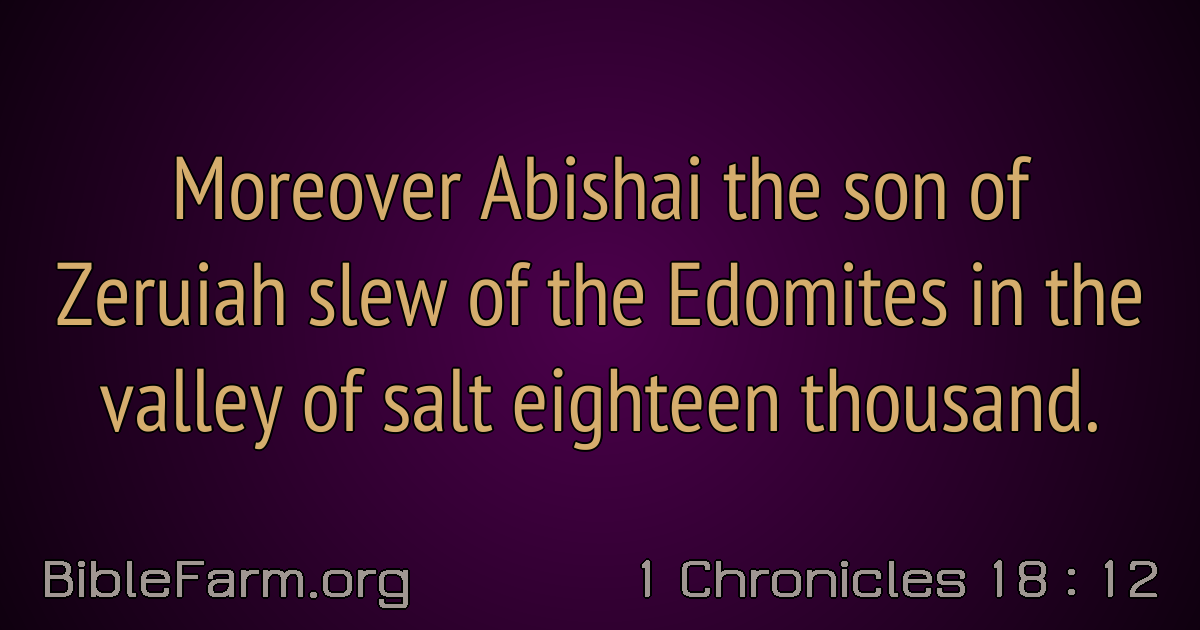 Moreover Abishai the son of
Zeruiah slew of the Edomites in the
valley of salt eighteen thousand.
BibleFarm.org
1 Chronicles 18 : 12